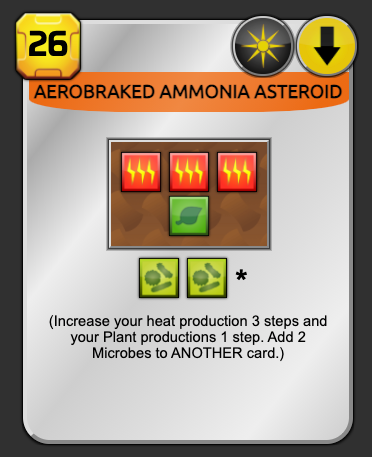 26
AEROBRAKED AMMONIA ASTEROID
*
(Increase your heat production 3 steps and
your Plant productions 1 step. Add 2
Microbes to ANOTHER card.)